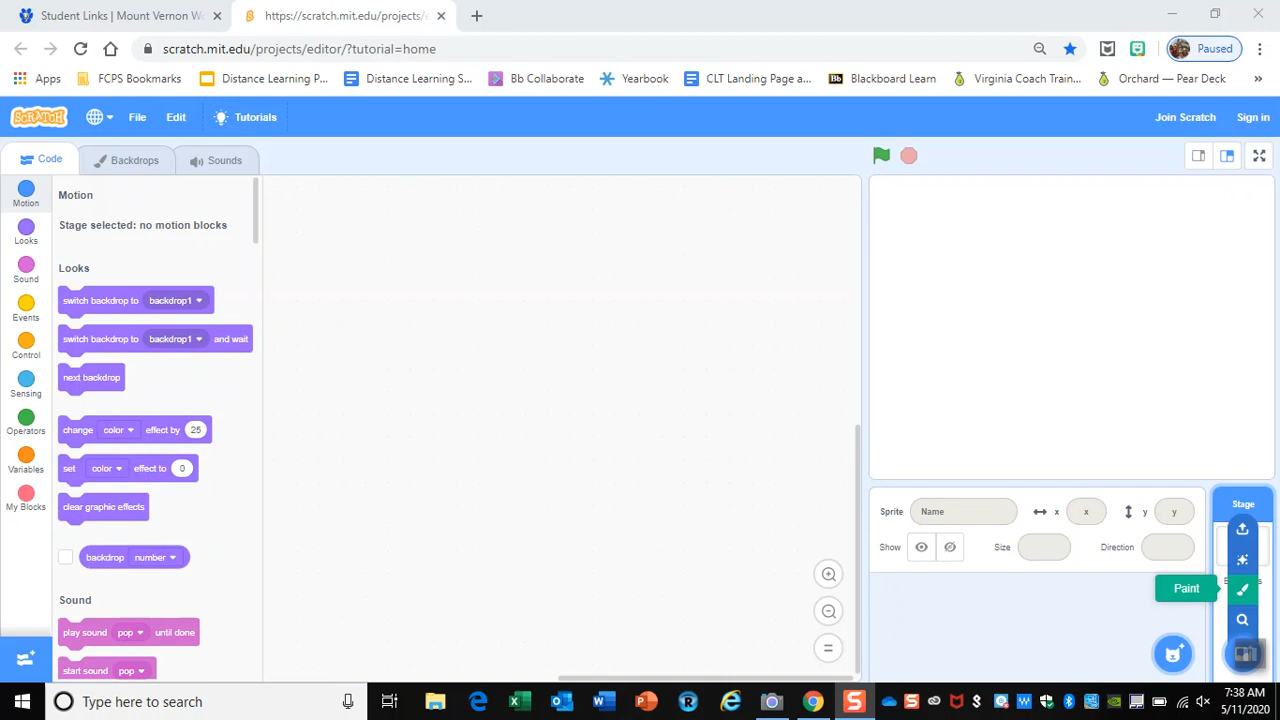 Student Links | Mount Vernon Wo
https://scratch.mit.edu/projects/e
scratch.mit.edu/projects/editor/?tutorial=home
Paused
Apps FCPS Bookmarks Distance Learning P... Distance Learning S... Bb Collaborate Yearbook CLT Landing Page a... Bb Blackboard Learn Virginia Coach Train... Orchard — Pear Deck »
SCRATCH File Edit Tutorials Join Scratch Sign in
Code Backdrops Sounds
Motion
Looks
Sound
Events
Control
Sensing
Operators
Variables
My Blocks
Motion
Stage selected: no motion blocks
Looks
switch backdrop to backdrop1
switch backdrop to backdrop1 and wait
next backdrop
change color effect by 25
set color effect to 0
clear graphic effects
backdrop number
Sound
play sound pop until done
start sound pop
Sprite Name x x y y
Show Size Direction
Stage
Paint
Type here to search
7:38 AM
5/11/2020